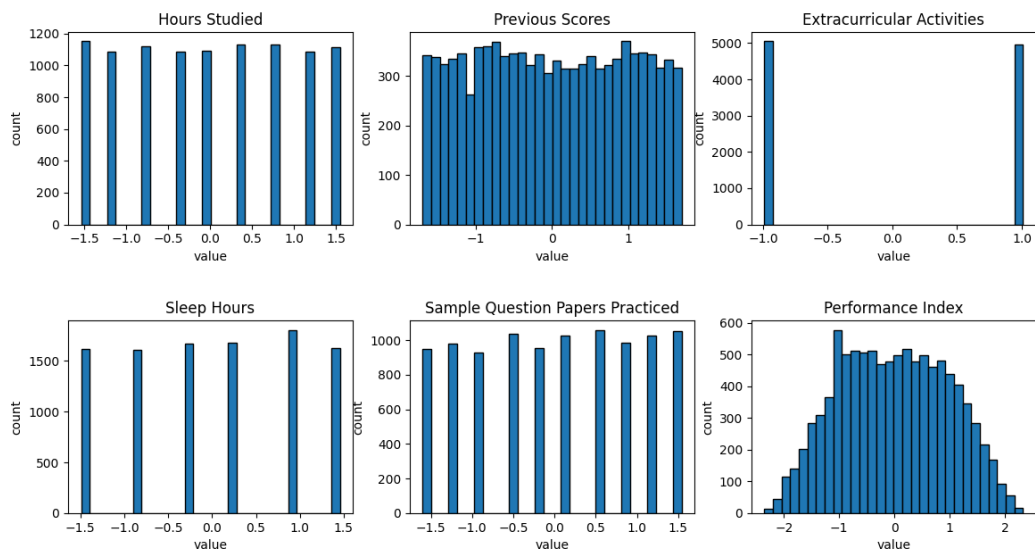 Hours Studied
1200
1000
800
600
400
200
0
count
−1.5 −1.0 −0.5 0.0 0.5 1.0 1.5
value
Previous Scores
300
200
100
0
count
−1 0 1
value
Extracurricular Activities
5000
4000
3000
2000
1000
0
count
−1.0 −0.5 0.0 0.5 1.0
value
Sleep Hours
1500
1000
500
0
count
−1.5 −1.0 −0.5 0.0 0.5 1.0 1.5
value
Sample Question Papers Practiced
1000
800
600
400
200
0
count
−1.5 −1.0 −0.5 0.0 0.5 1.0 1.5
value
Performance Index
600
500
400
300
200
100
0
count
−2 −1 0 1 2
value